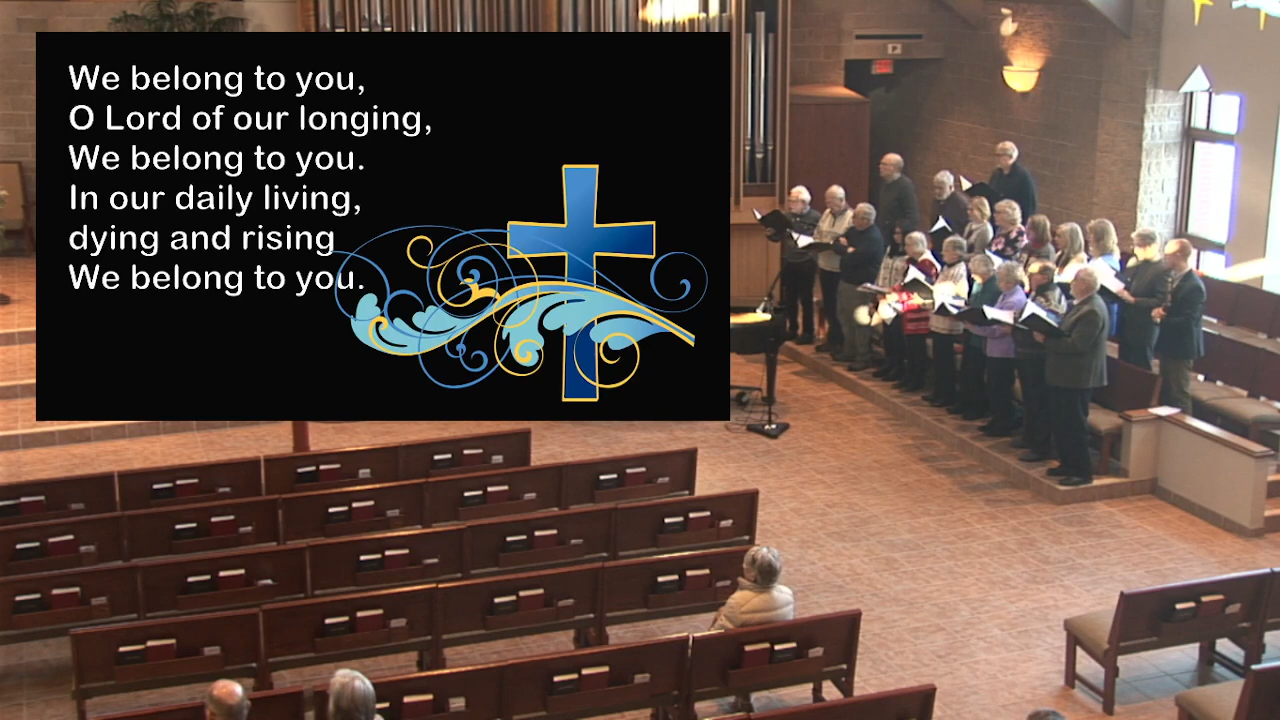 We belong to you,
O Lord of our longing,
We belong to you.
In our daily living,
dying and rising
We belong to you.